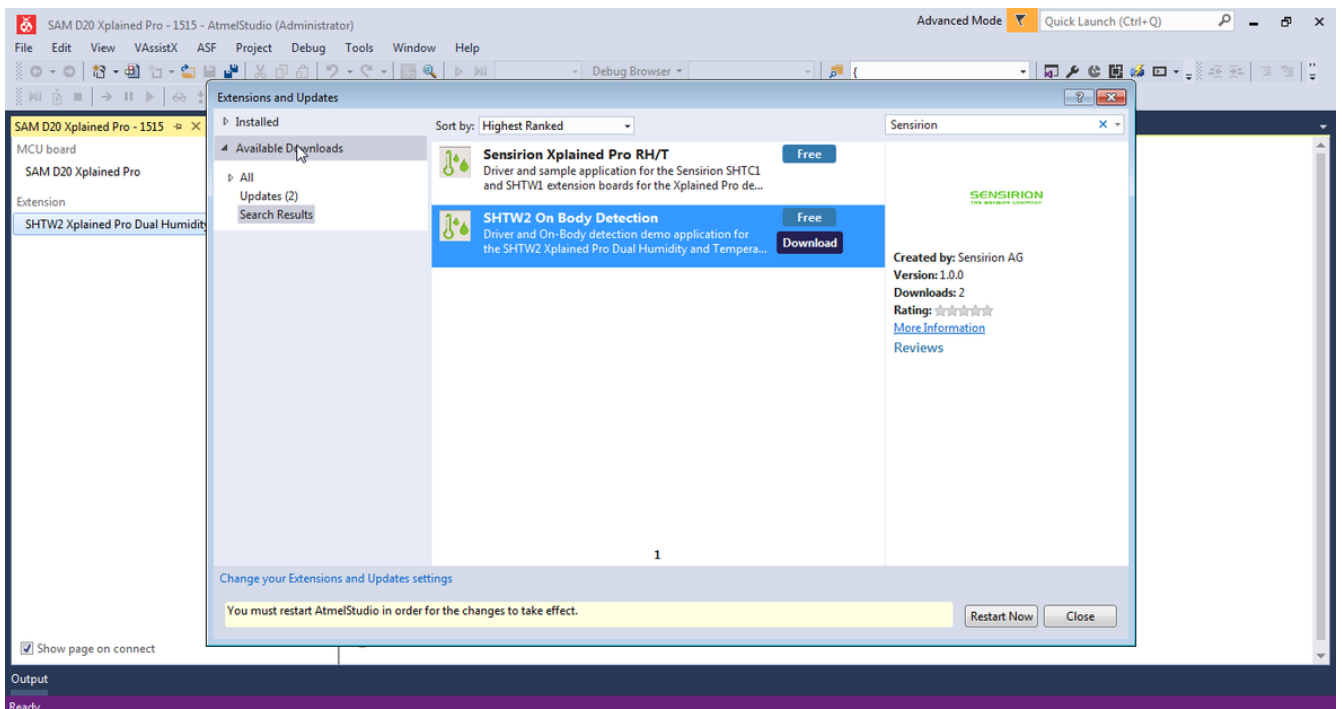 SAM D20 Xplained Pro - 1515 - AtmelStudio (Administrator)
Advanced Mode
Quick Launch (Ctrl+Q)
File Edit View VAssistX ASF Project Debug Tools Window Help
Debug Browser
{
Extensions and Updates
SAM D20 Xplained Pro - 1515
MCU board
SAM D20 Xplained Pro
Extension
SHTW2 Xplained Pro Dual Humidity
Installed
Available Downloads
All
Updates (2)
Search Results
Sort by: Highest Ranked
Sensirion Xplained Pro RH/T
Free
Driver and sample application for the Sensirion SHTC1
and SHTW1 extension boards for the Xplained Pro de...
SHTW2 On Body Detection
Free
Driver and On-Body detection demo application for
the SHTW2 Xplained Pro Dual Humidity and Tempera...
Download
1
Sensirion
SENSIRION
THE SENSOR COMPANY
Created by: Sensirion AG
Version: 1.0.0
Downloads: 2
Rating:
More Information
Reviews
Change your Extensions and Updates settings
You must restart AtmelStudio in order for the changes to take effect.
Restart Now
Close
Show page on connect
Output
Ready